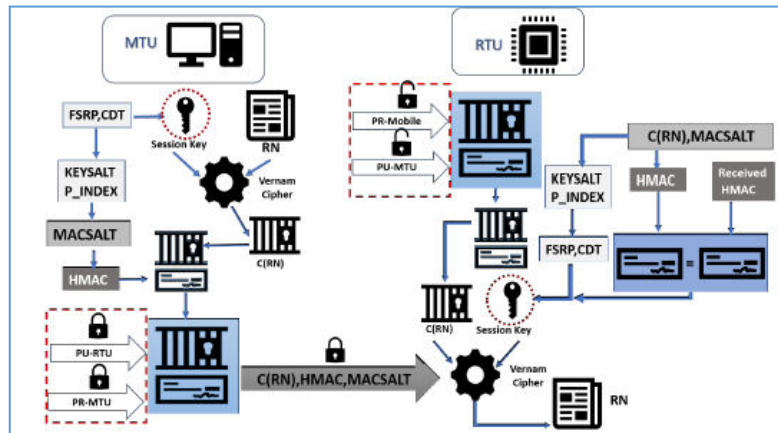 MTU
FSRP,CDT
Session Key
RN
KEYSALT
P_INDEX
Vernam
Cipher
MACSALT
C(RN)
HMAC
PU-RTU
PR-MTU
C(RN),HMAC,MACSALT
RTU
PR-Mobile
PU-MTU
C(RN),MACSALT
KEYSALT
P_INDEX
HMAC
Received
HMAC
FSRP,CDT
=
C(RN)
Session Key
Vernam
Cipher
RN